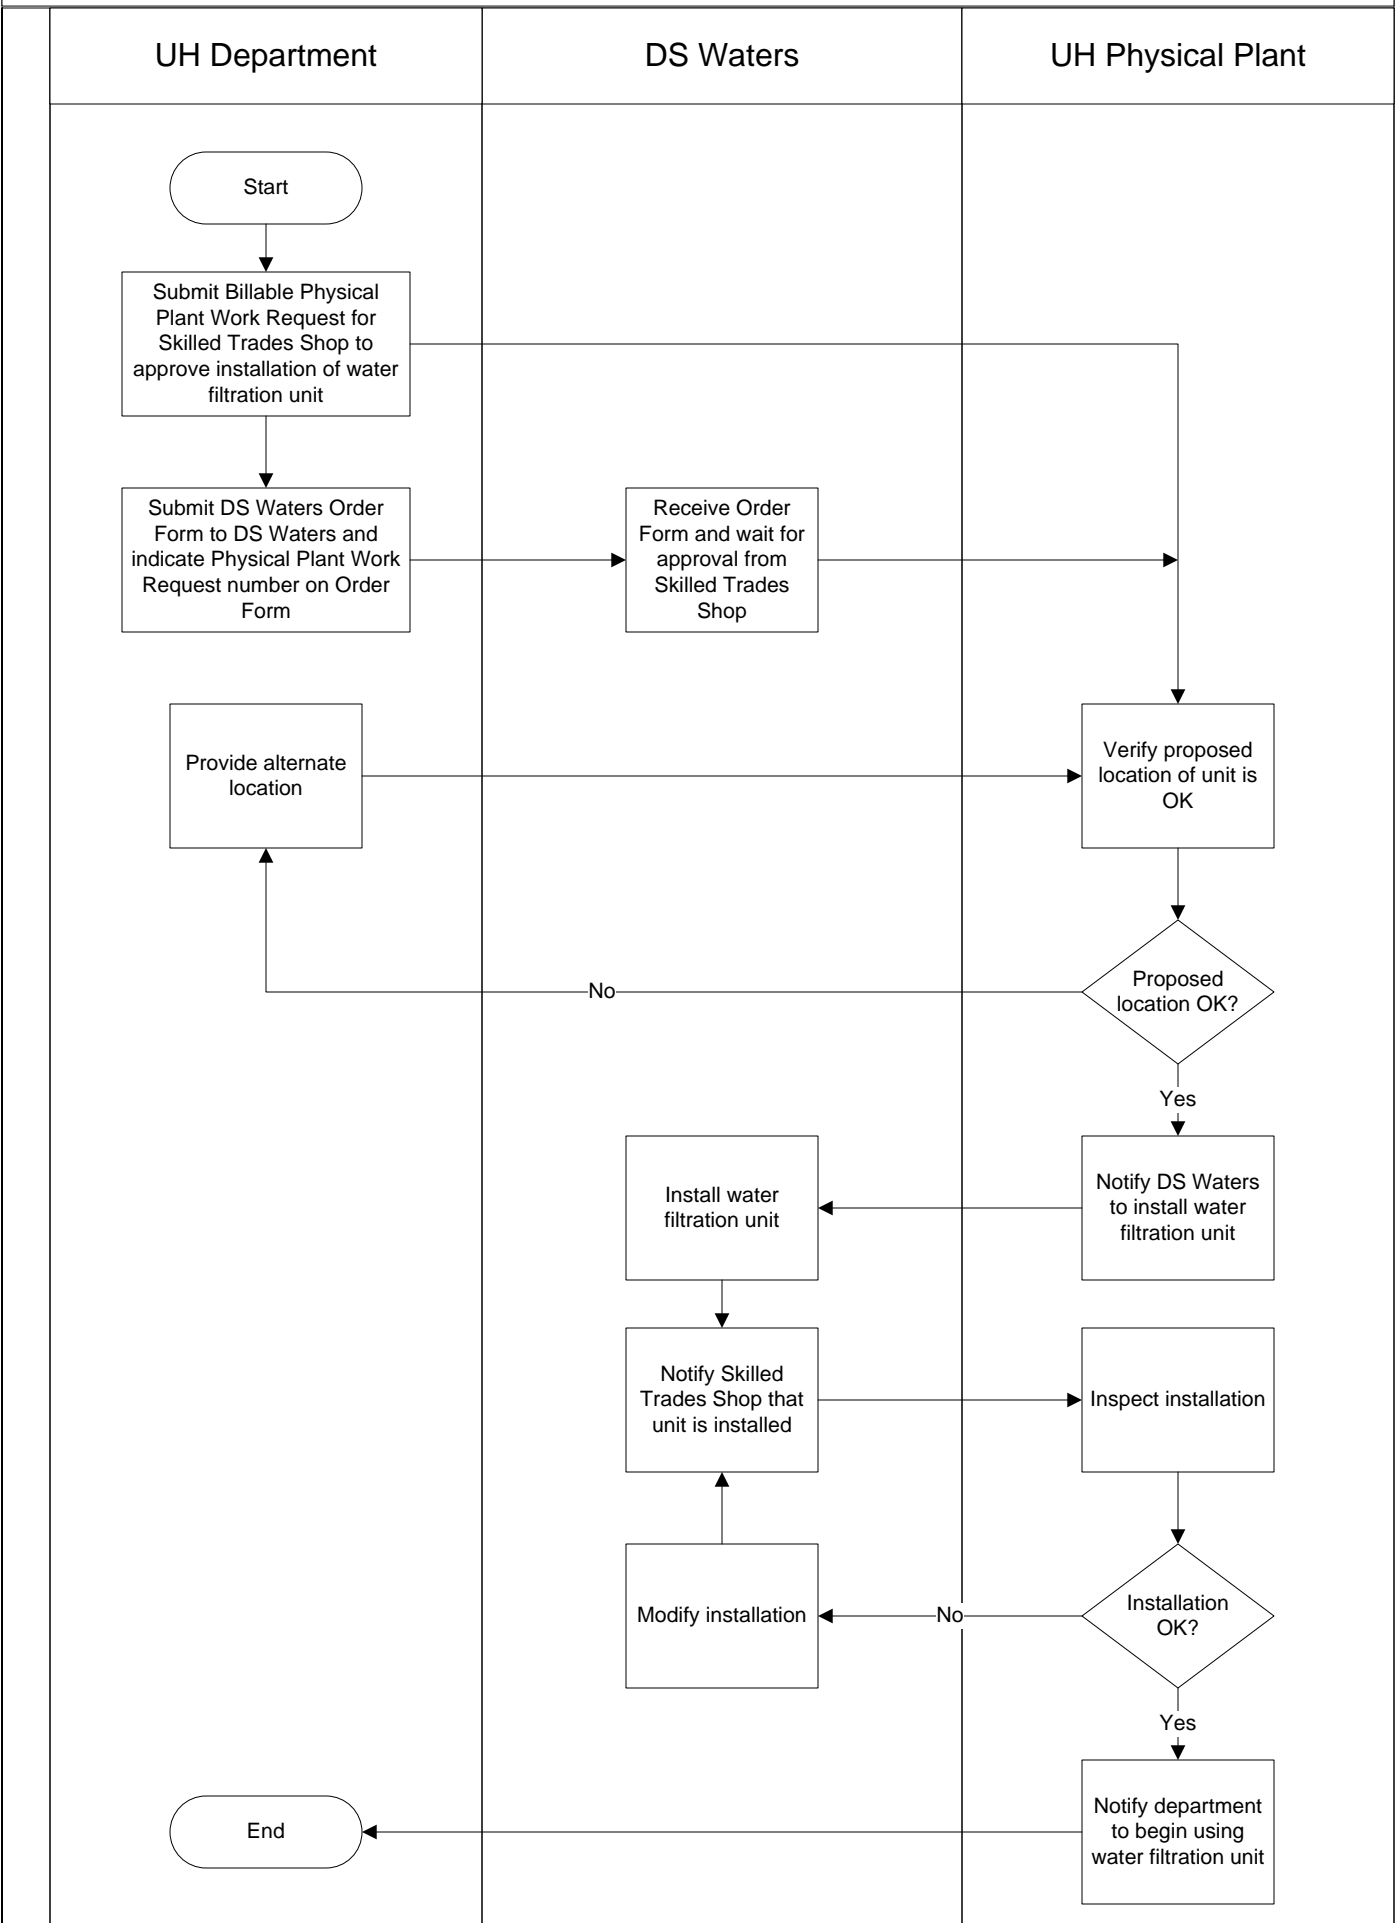 UH Department
DS Waters
UH Physical Plant
Start
Submit Billable Physical
Plant Work Request for
Skilled Trades Shop to
approve installation of water
filtration unit
Submit DS Waters Order
Form to DS Waters and
indicate Physical Plant Work
Request number on Order
Form
Receive Order
Form and wait for
approval from
Skilled Trades
Shop
Provide alternate
location
Verify proposed
location of unit is
OK
Proposed
location OK?
No
Yes
Install water
filtration unit
Notify DS Waters
to install water
filtration unit
Notify Skilled
Trades Shop that
unit is installed
Inspect installation
Modify installation
No
Installation
OK?
Yes
End
Notify department
to begin using
water filtration unit